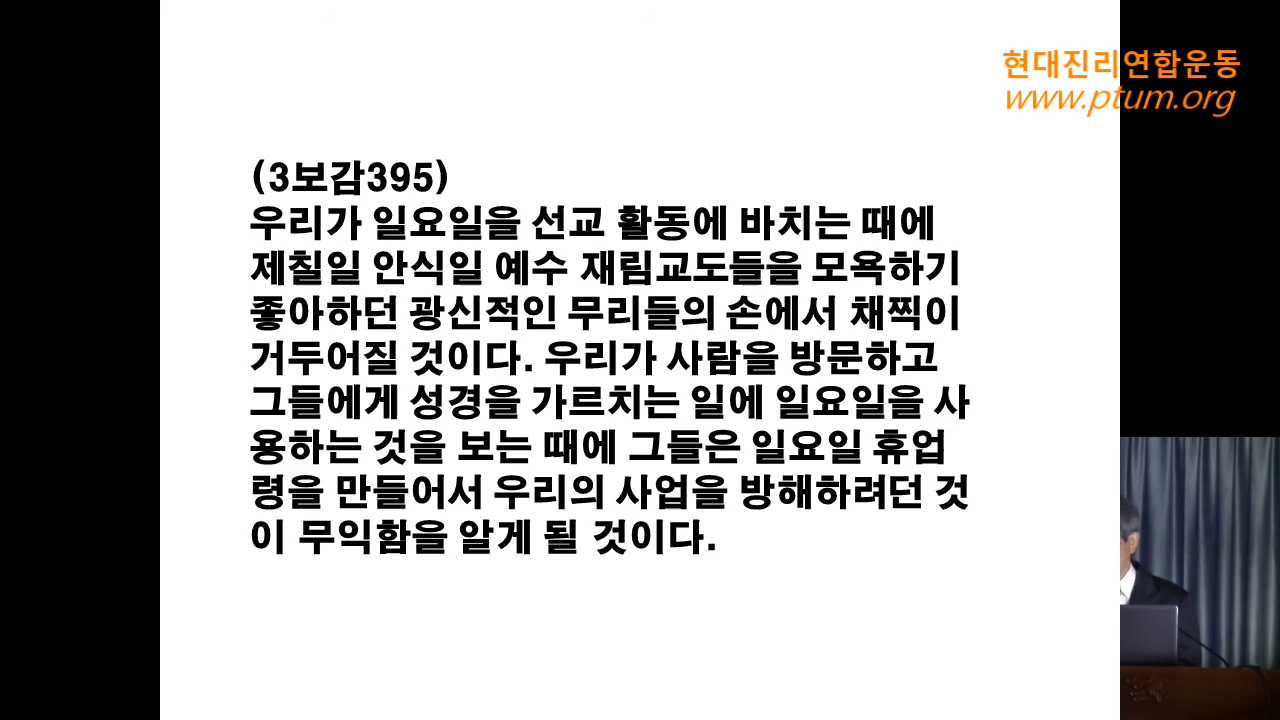 현대진리연합운동
www.ptum.org
(3보감395)
우리가 일요일을 선교 활동에 바치는 때에
제칠일 안식일 예수 재림교도들을 모욕하기
좋아하던 광신적인 무리들의 손에서 채찍이
거두어질 것이다. 우리가 사람을 방문하고
그들에게 성경을 가르치는 일에 일요일을 사
용하는 것을 보는 때에 그들은 일요일 휴업
령을 만들어서 우리의 사업을 방해하려던 것
이 무익함을 알게 될 것이다.